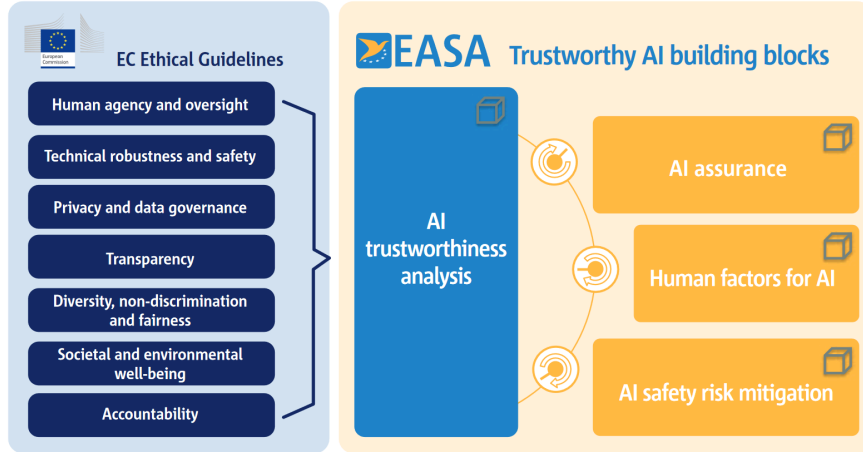 European
Commission
EC Ethical Guidelines
Human agency and oversight
Technical robustness and safety
Privacy and data governance
Transparency
Diversity, non-discrimination
and fairness
Societal and environmental
well-being
Accountability
EASA Trustworthy AI building blocks
AI
trustworthiness
analysis
AI assurance
Human factors for AI
AI safety risk mitigation